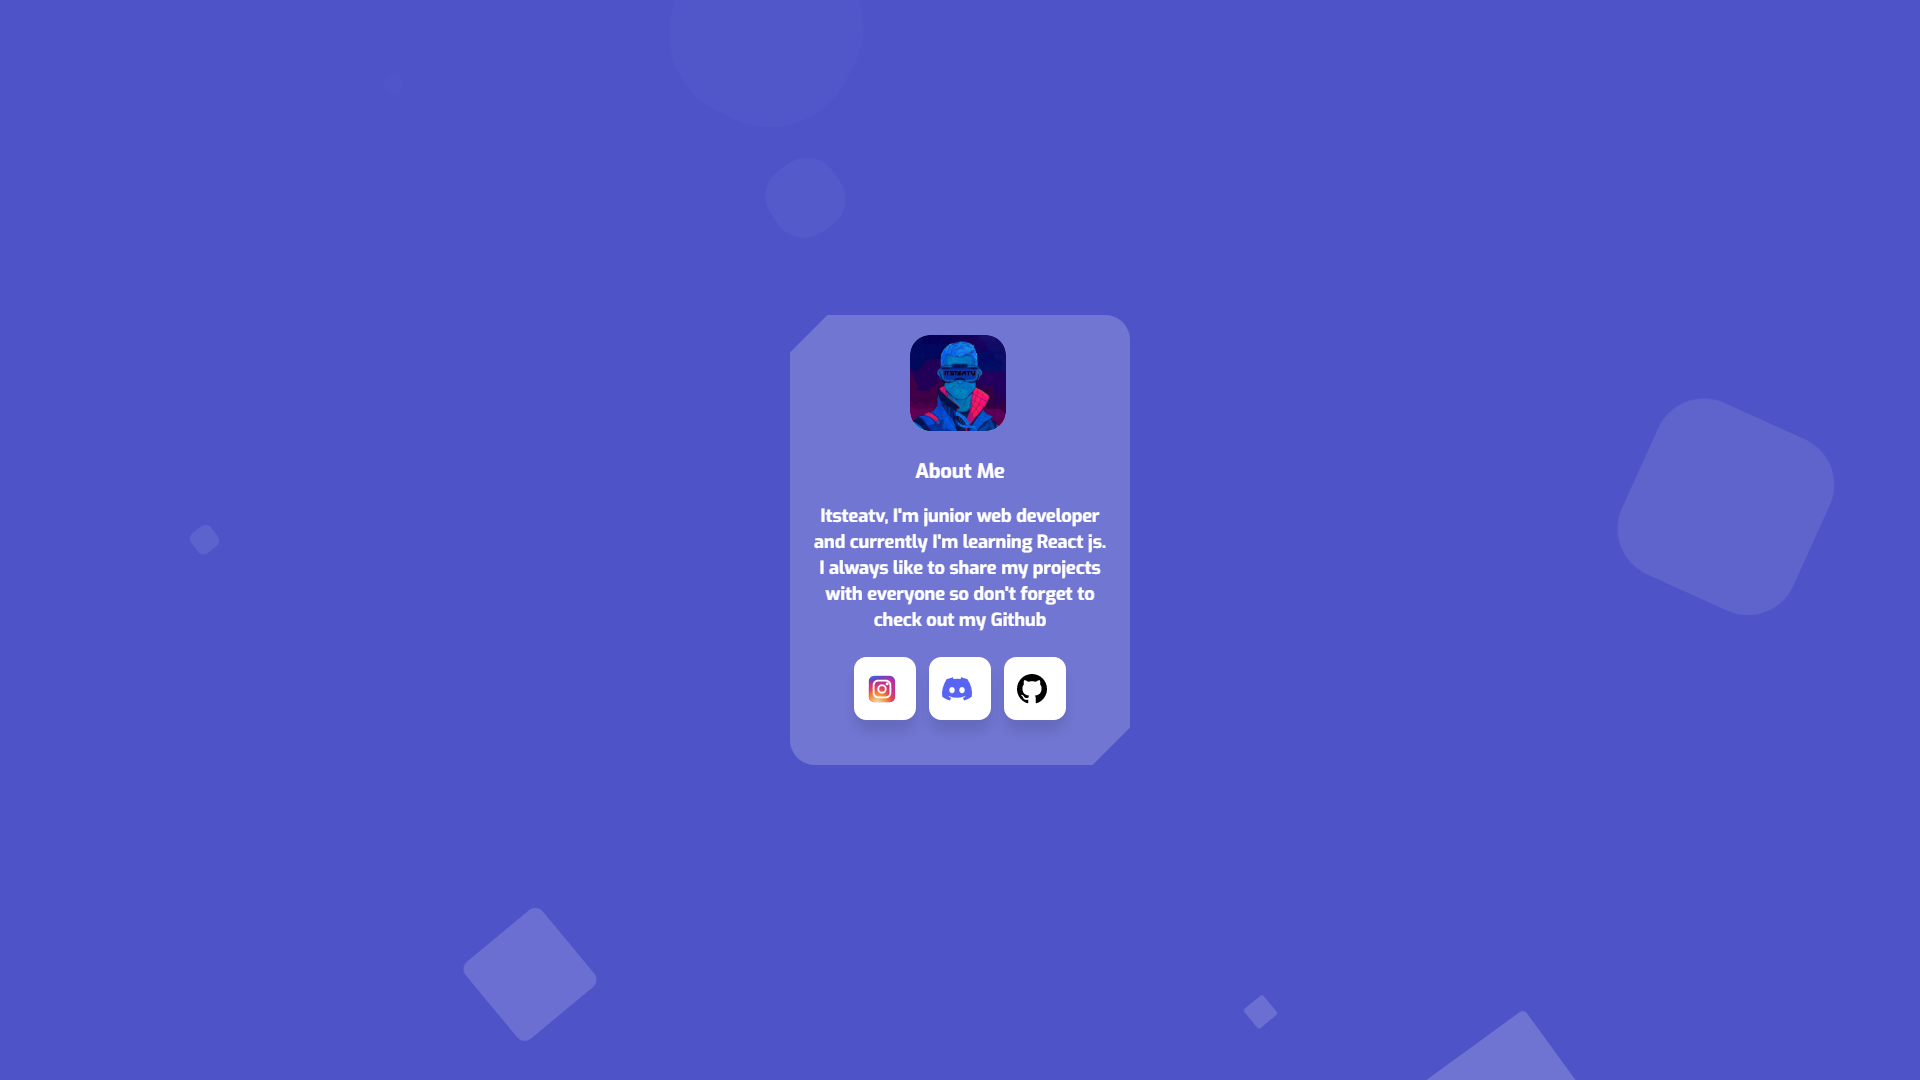 ITSTEATV
About Me
Itsteatv, I'm junior web developer
and currently I'm learning React js.
I always like to share my projects
with everyone so don't forget to
check out my Github